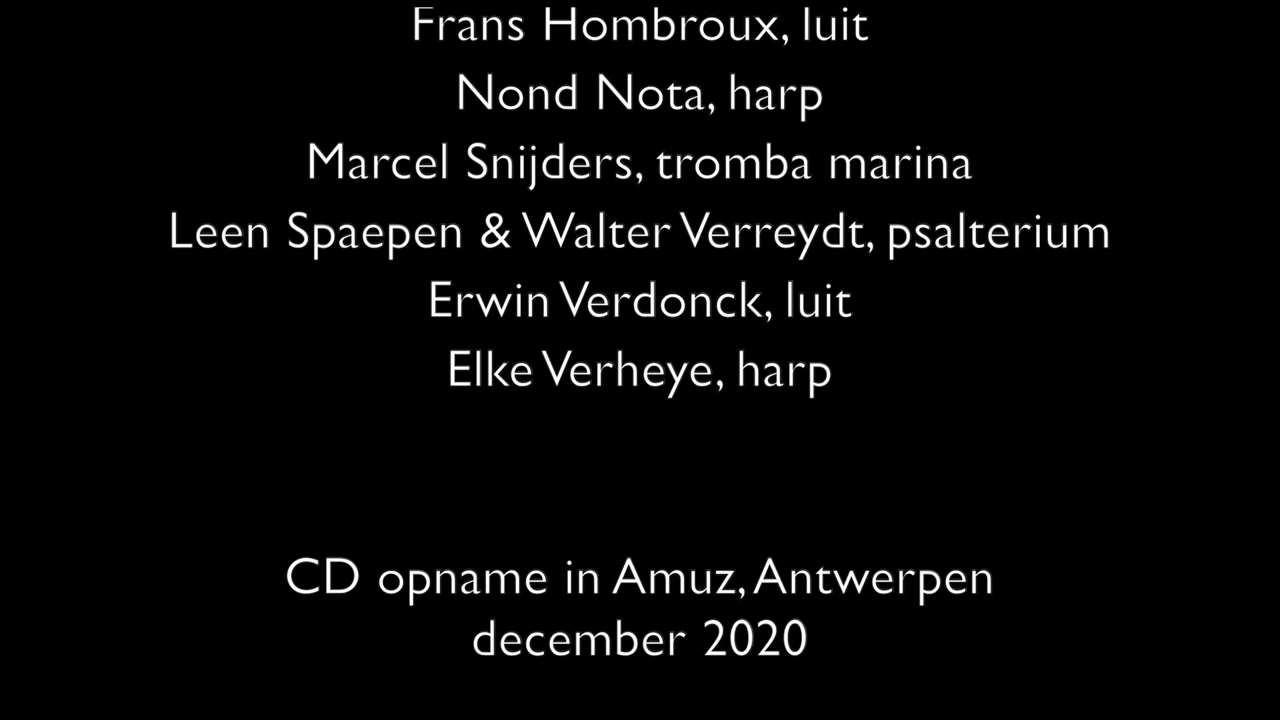 Frans Hombroux, luit
Nond Nota, harp
Marcel Snijders, tromba marina
Leen Spaepen & Walter Verreydt, psalterium
Erwin Verdonck, luit
Elke Verheye, harp
CD opname in Amuz, Antwerpen
december 2020